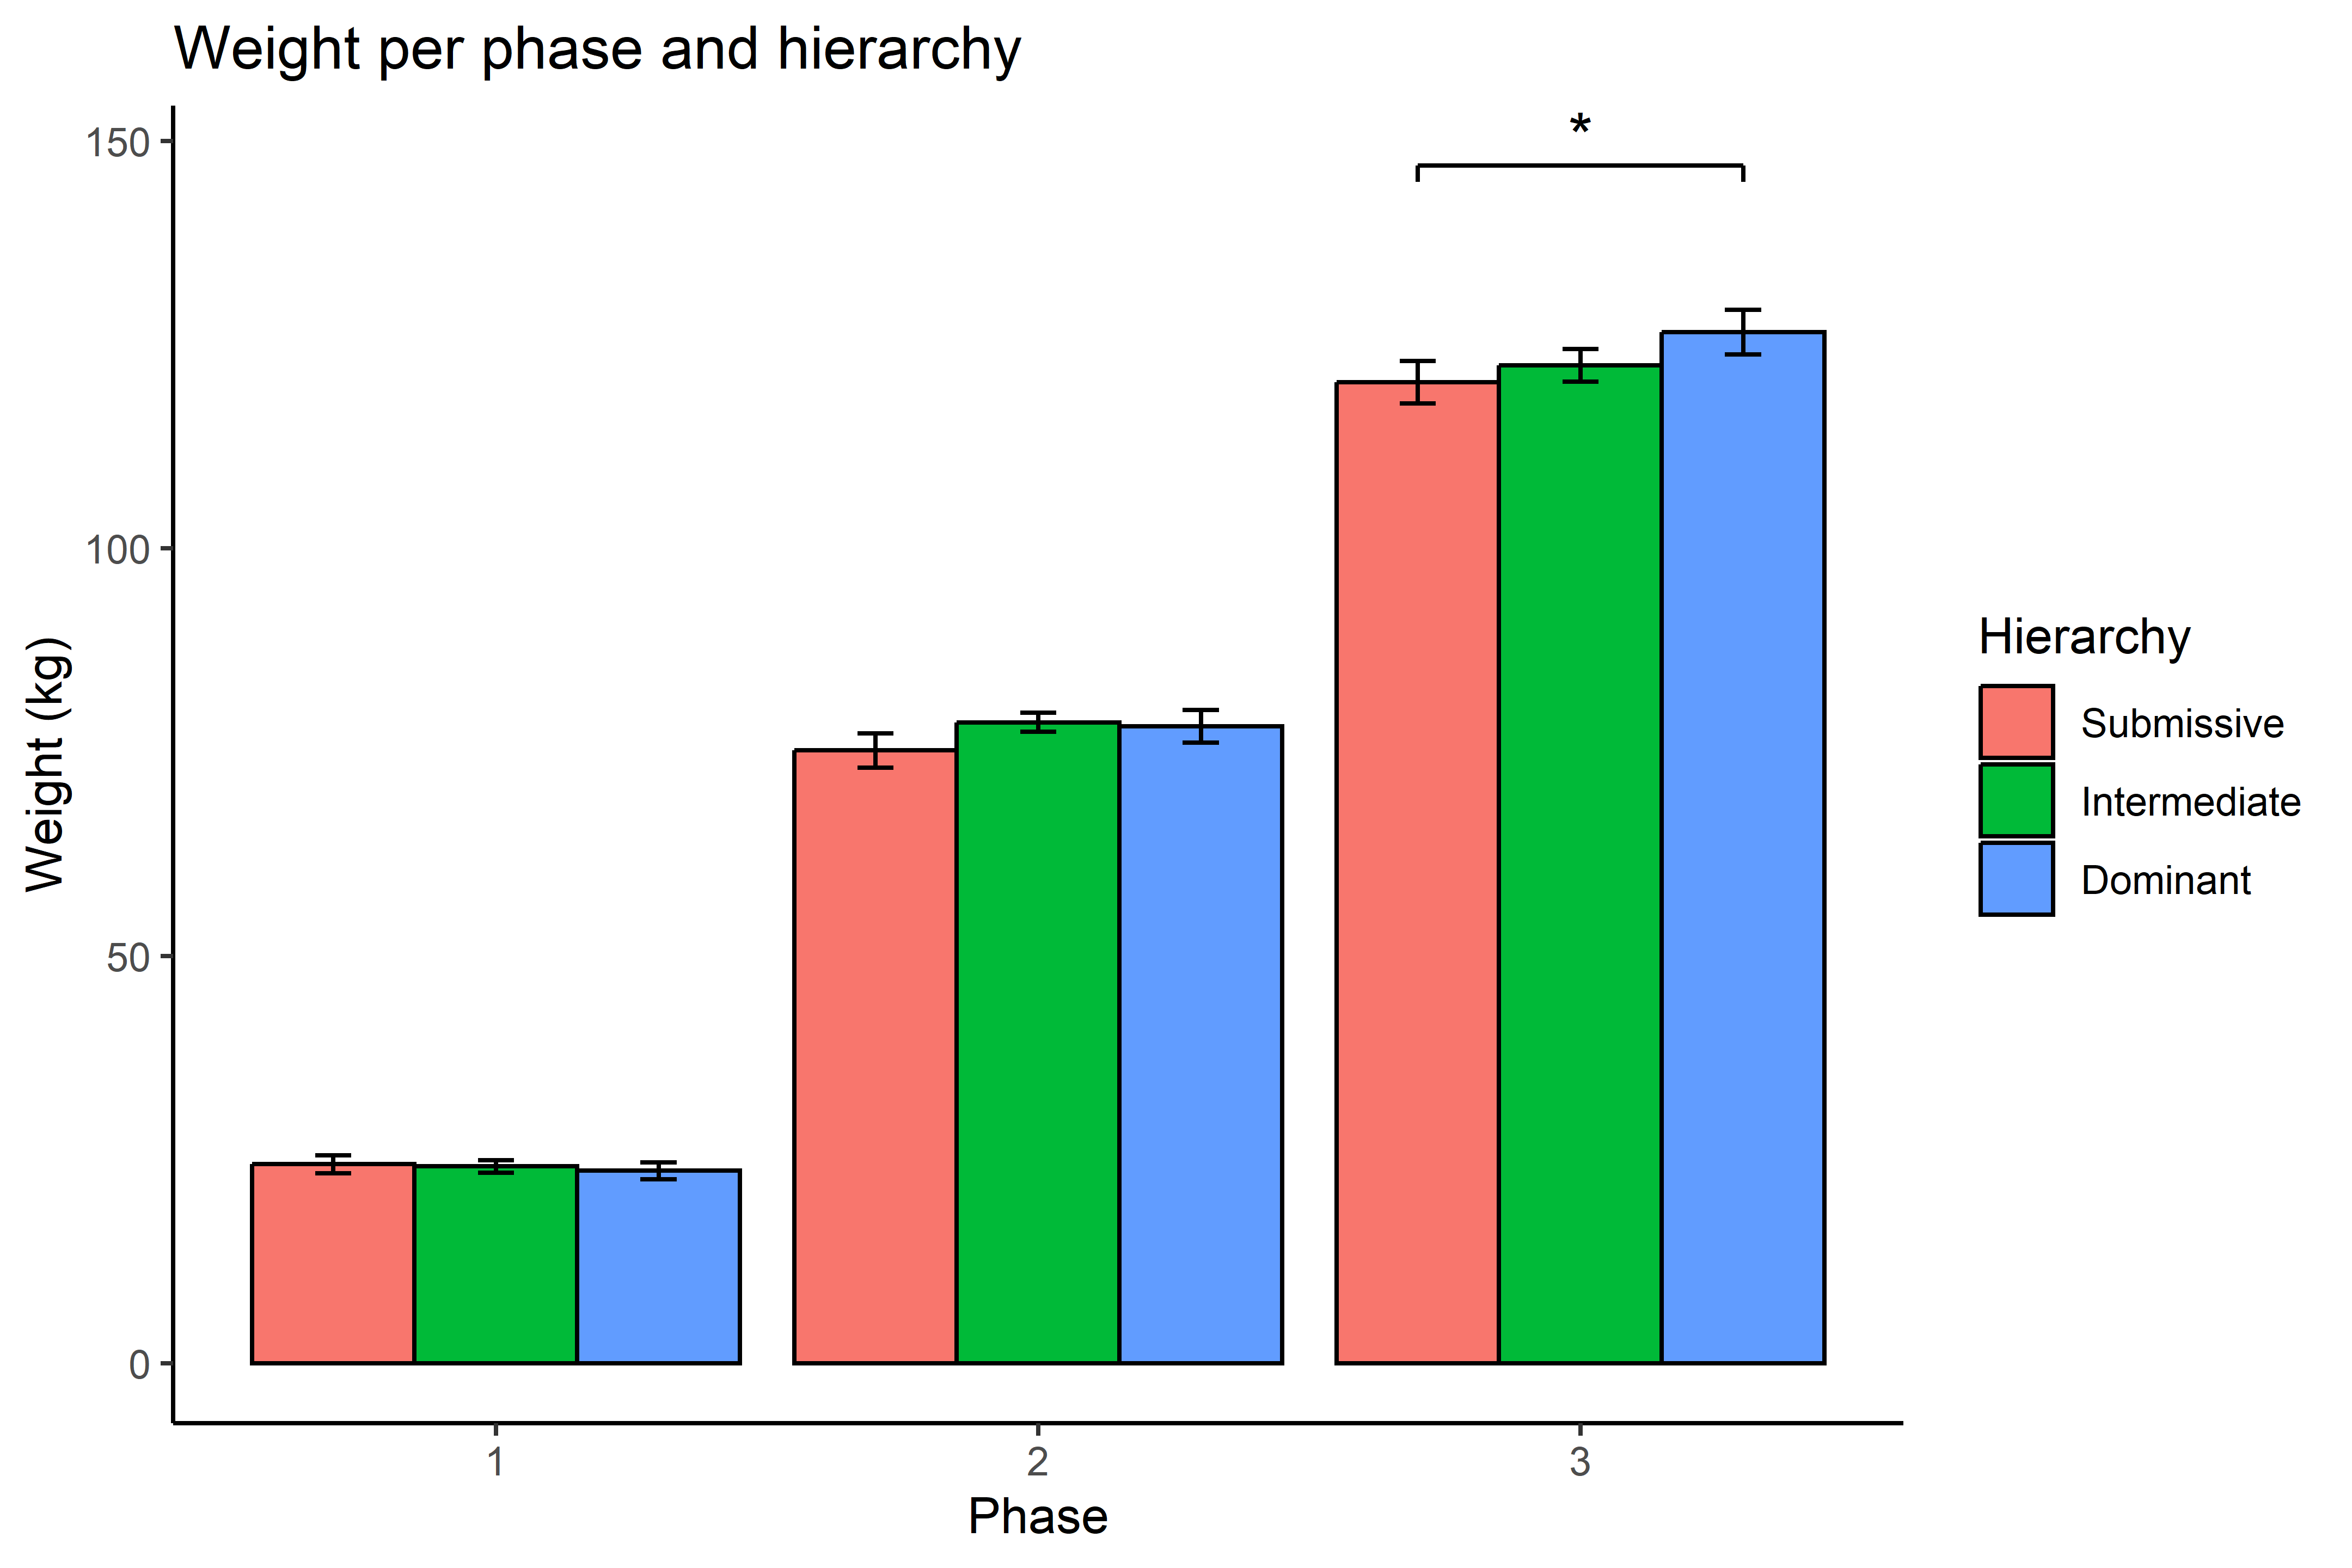 Weight per phase and hierarchy
*
150
100
50
0
Weight (kg)
1 2 3
Phase
Hierarchy
Submissive
Intermediate
Dominant